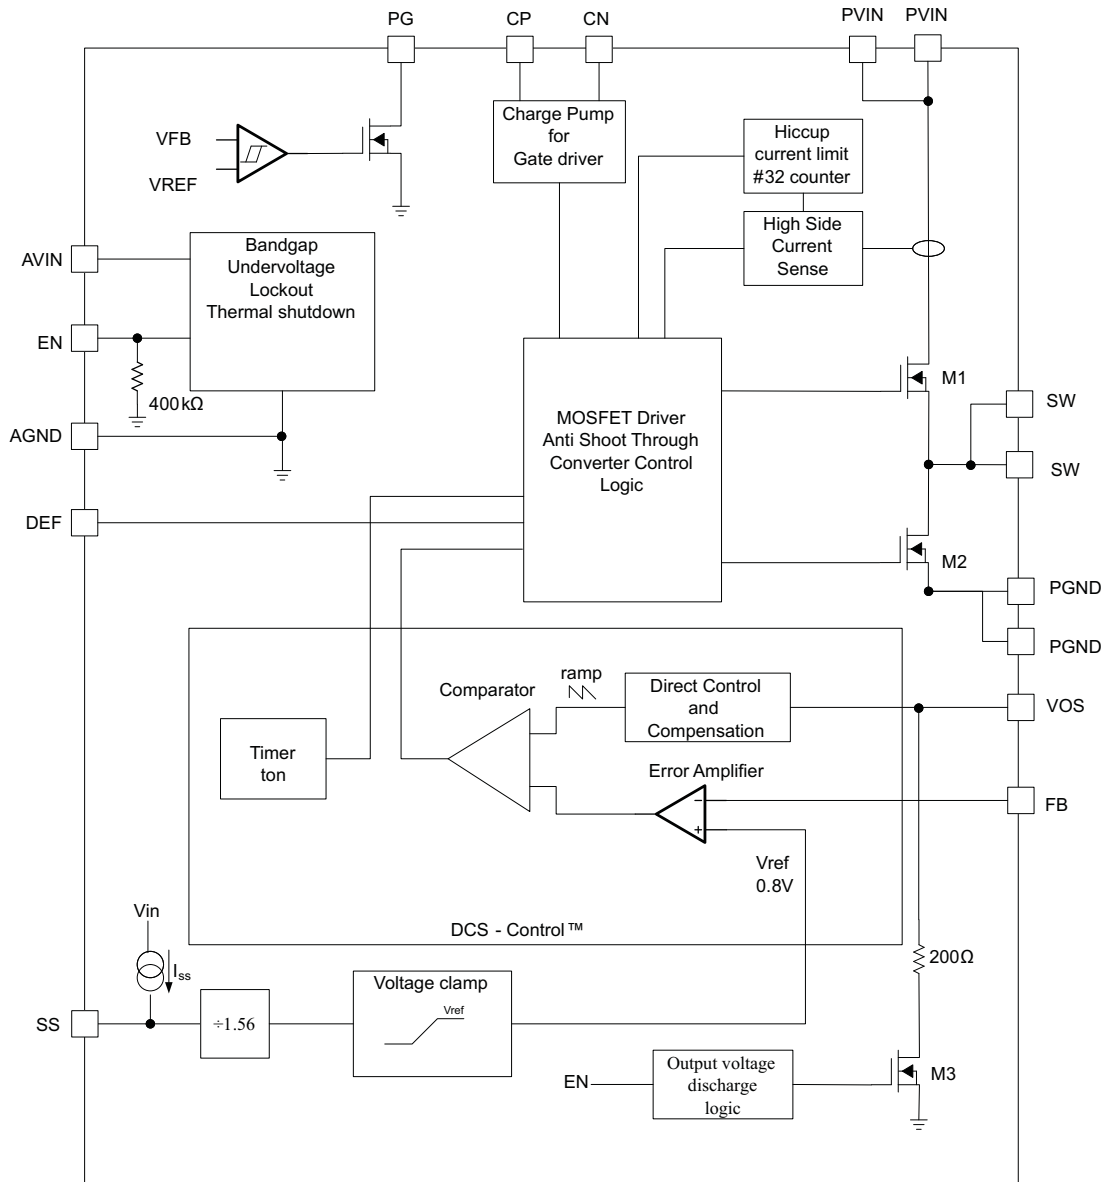 PG
CP
CN
PVIN
PVIN
VFB
VREF
Charge Pump
for
Gate driver
Hiccup
current limit
#32 counter
High Side
Current
Sense
AVIN
Bandgap
Undervoltage
Lockout
Thermal shutdown
EN
400kΩ
AGND
M1
SW
SW
MOSFET Driver
Anti Shoot Through
Converter Control
Logic
DEF
M2
PGND
PGND
ramp
Comparator
Direct Control
and
Compensation
VOS
Timer
ton
Error Amplifier
−
+
FB
Vref
0.8V
DCS - Control™
Vin
Iss
200Ω
SS
÷1.56
Voltage clamp
Vref
EN
Output voltage
discharge
logic
M3